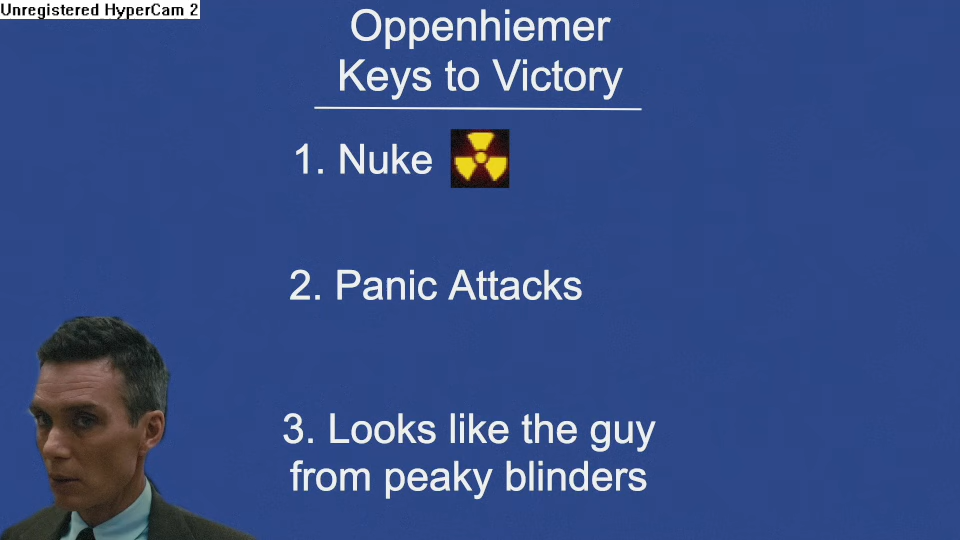 Unregistered HyperCam 2
Oppenhiemer
Keys to Victory
1. Nuke
2. Panic Attacks
3. Looks like the guy
from peaky blinders